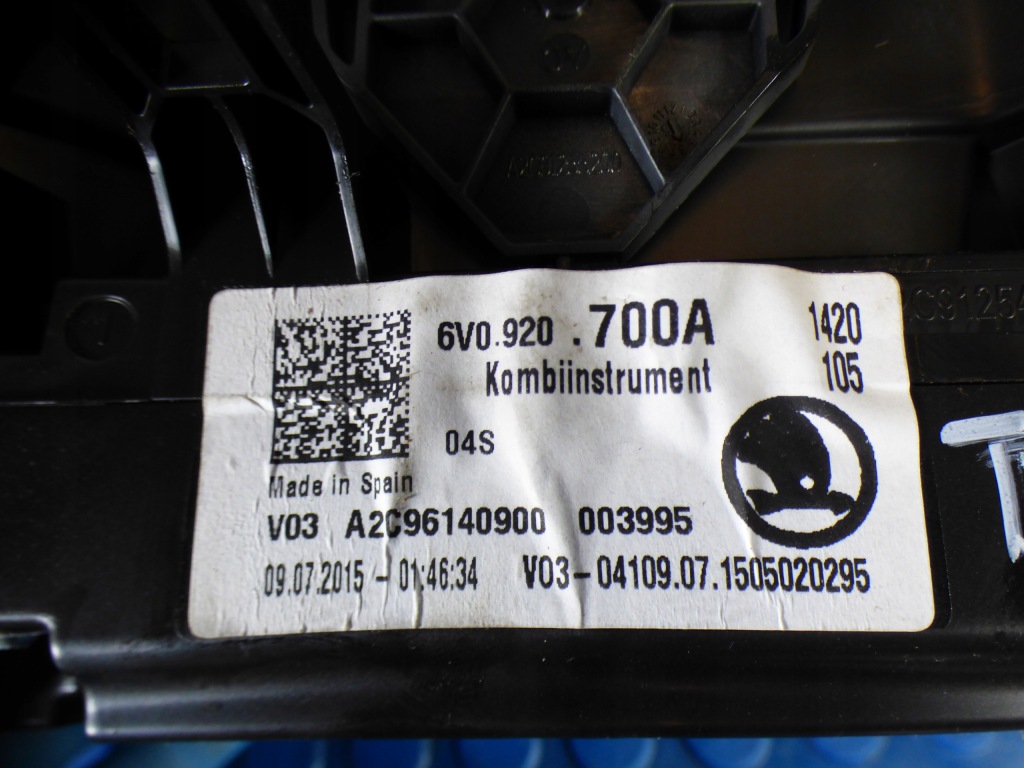 6V0.920 .700A 1420
Kombiinstrument 105
04S
Made in Spain
V03 A2C96140900 003995
09.07.2015 - 01:46:34 V03-04109.07.1505020295